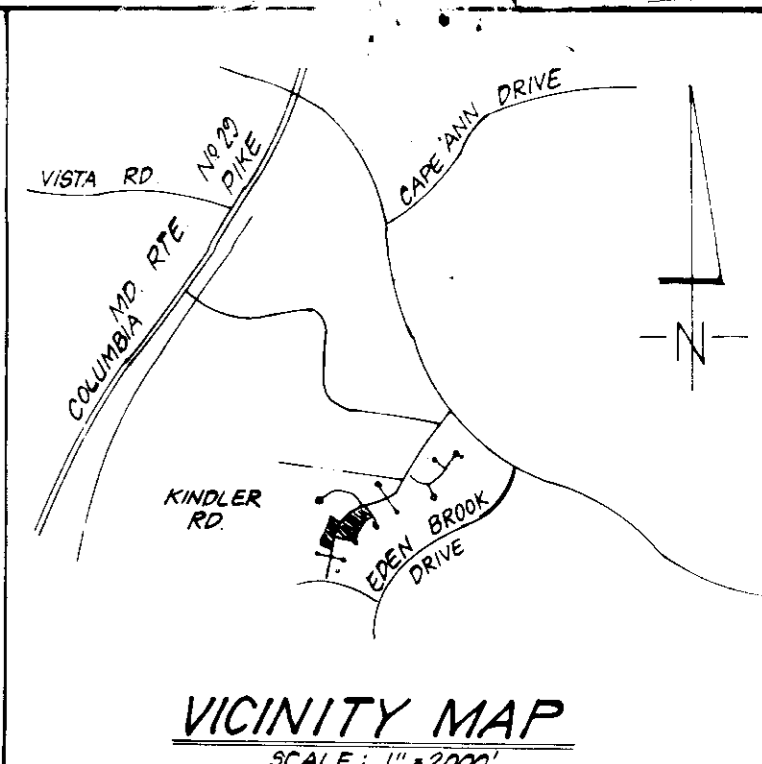 CAPE ANN DRIVE
VISTA RD.
MD. RTE Nº 29
COLUMBIA PIKE
N
KINDLER
RD.
EDEN BROOK
DRIVE
VICINITY MAP
SCALE: 1"=2000'